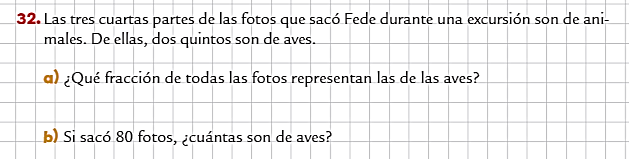 32. Las tres cuartas partes de las fotos que sacó Fede durante una excursión son de ani-
males. De ellas, dos quintos son de aves.
a) ¿Qué fracción de todas las fotos representan las de las aves?
b) Si sacó 80 fotos, ¿cuántas son de aves?